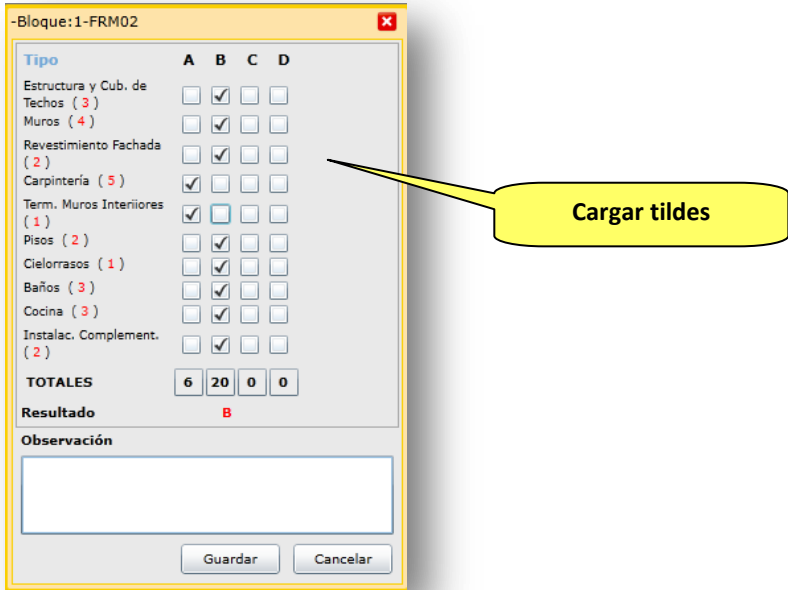 -Bloque:1-FRM02
Tipo A B C D
Estructura y Cub. de
Techos ( 3 )
Muros ( 4 )
Revestimiento Fachada
( 2 )
Carpintería ( 5 )
Term. Muros Interiiores
( 1 )
Pisos ( 2 )
Cielorrasos ( 1 )
Baños ( 3 )
Cocina ( 3 )
Instalac. Complement.
( 2 )
TOTALES 6 20 0 0
Resultado B
Observación
Guardar Cancelar
Cargar tildes